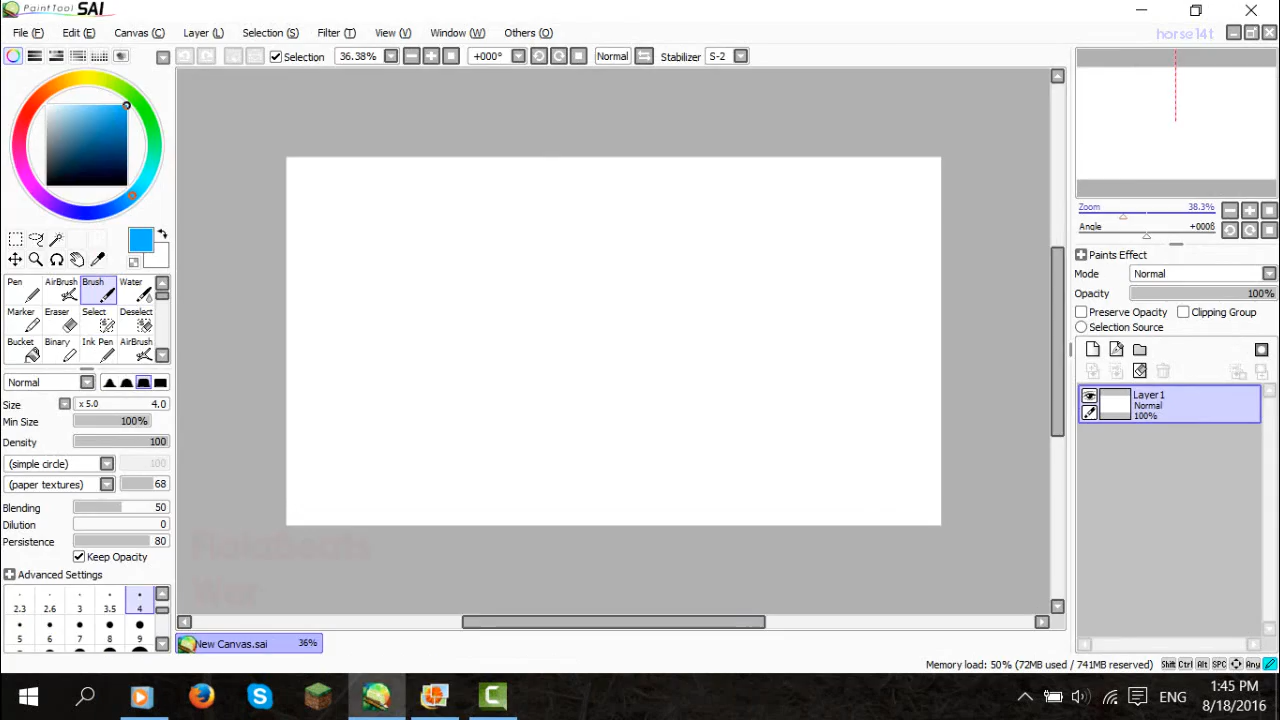 PaintTool SAI
File (F) Edit (E) Canvas (C) Layer (L) Selection (S) Filter (T) View (V) Window (W) Others (O) horse14t
Selection 36.38% +000° Normal Stabilizer S-2
Zoom 38.3%
Angle +0008
Paints Effect
Mode Normal
Opacity 100%
Preserve Opacity Clipping Group
Selection Source
Layer1
Normal
100%
Pen AirBrush Brush Water
Marker Eraser Select Deselect
Bucket Binary Ink Pen AirBrush
Normal
Size x 5.0 4.0
Min Size 100%
Density 100
(simple circle) 100
(paper textures) 68
Blending 50
Dilution 0
Persistence 80
Keep Opacity
Advanced Settings
2.3 2.6 3 3.5 4
5 6 7 8 9
New Canvas.sai 36%
Memory load: 50% (72MB used / 741MB reserved) Shift Ctrl Alt SPC Any
ENG
1:45 PM
8/18/2016